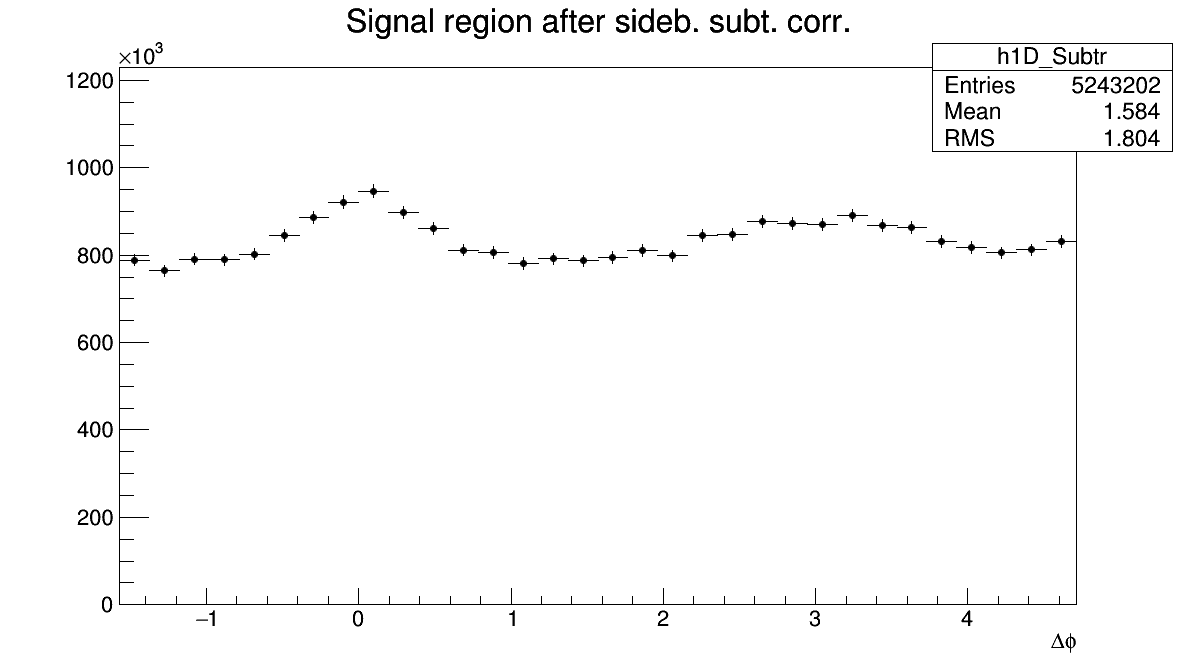 Signal region after sideb. subt. corr.
×10³
h1D_Subtr
Entries 5243202
Mean 1.584
RMS 1.804
1200
1000
800
600
400
200
0
−1 0 1 2 3 4
Δϕ